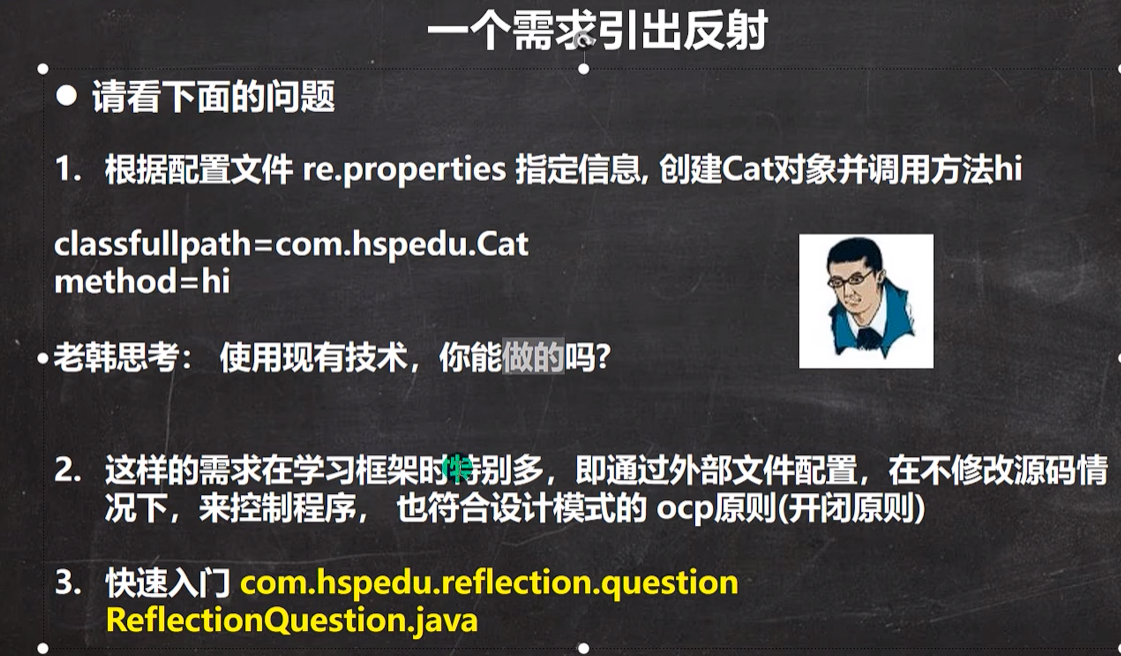 一个需求引出反射
请看下面的问题
1. 根据配置文件 re.properties 指定信息, 创建Cat对象并调用方法hi
classfullpath=com.hspedu.Cat
method=hi
老韩思考： 使用现有技术，你能做的吗?
2. 这样的需求在学习框架时特别多，即通过外部文件配置，在不修改源码情
况下，来控制程序， 也符合设计模式的 ocp原则(开闭原则)
3. 快速入门 com.hspedu.reflection.question
ReflectionQuestion.java